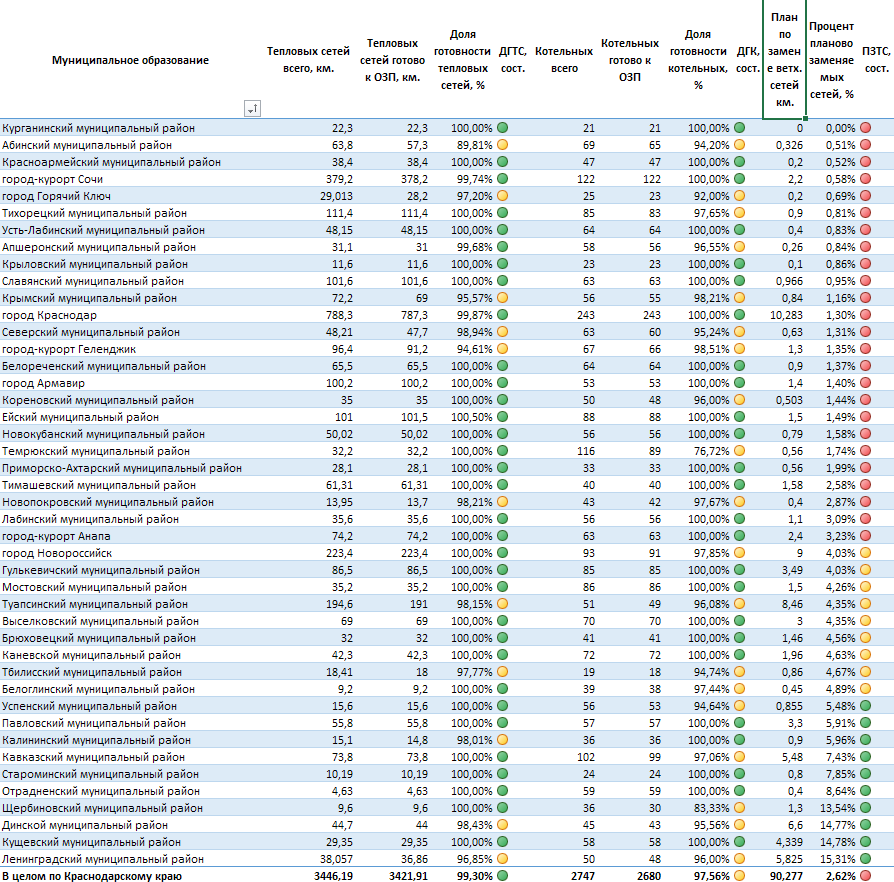 Муниципальное образование Тепловых сетей всего, км. Тепловых сетей готово к ОЗП, км. Доля готовности тепловых сетей, % ДГТС, сост. Котельных всего Котельных готово к ОЗП Доля готовности котельных, % ДГК, сост. План по замене ветх. сетей км. Процент планово заменяемых сетей, % ПЗТС, сост.
Курганинский муниципальный район 22,3 22,3 100,00% 21 21 100,00% 0 0,00%
Абинский муниципальный район 63,8 57,3 89,81% 69 65 94,20% 0,326 0,51%
Красноармейский муниципальный район 38,4 38,4 100,00% 47 47 100,00% 0,2 0,52%
город-курорт Сочи 379,2 378,2 99,74% 122 122 100,00% 2,2 0,58%
город Горячий Ключ 29,013 28,2 97,20% 25 23 92,00% 0,2 0,69%
Тихорецкий муниципальный район 111,4 111,4 100,00% 85 83 97,65% 0,9 0,81%
Усть-Лабинский муниципальный район 48,15 48,15 100,00% 64 64 100,00% 0,4 0,83%
Апшеронский муниципальный район 31,1 31 99,68% 58 56 96,55% 0,26 0,84%
Крыловский муниципальный район 11,6 11,6 100,00% 23 23 100,00% 0,1 0,86%
Славянский муниципальный район 101,6 101,6 100,00% 63 63 100,00% 0,966 0,95%
Крымский муниципальный район 72,2 69 95,57% 56 55 98,21% 0,84 1,16%
город Краснодар 788,3 787,3 99,87% 243 243 100,00% 10,283 1,30%
Северский муниципальный район 48,21 47,7 98,94% 63 60 95,24% 0,63 1,31%
город-курорт Геленджик 96,4 91,2 94,61% 67 66 98,51% 1,3 1,35%
Белореченский муниципальный район 65,5 65,5 100,00% 64 64 100,00% 0,9 1,37%
город Армавир 100,2 100,2 100,00% 53 53 100,00% 1,4 1,40%
Кореновский муниципальный район 35 35 100,00% 50 48 96,00% 0,503 1,44%
Ейский муниципальный район 101 101,5 100,50% 88 88 100,00% 1,5 1,49%
Новокубанский муниципальный район 50,02 50,02 100,00% 56 56 100,00% 0,79 1,58%
Темрюкский муниципальный район 32,2 32,2 100,00% 116 89 76,72% 0,56 1,74%
Приморско-Ахтарский муниципальный район 28,1 28,1 100,00% 33 33 100,00% 0,56 1,99%
Тимашевский муниципальный район 61,31 61,31 100,00% 40 40 100,00% 1,58 2,58%
Новопокровский муниципальный район 13,95 13,7 98,21% 43 42 97,67% 0,4 2,87%
Лабинский муниципальный район 35,6 35,6 100,00% 56 56 100,00% 1,1 3,09%
город-курорт Анапа 74,2 74,2 100,00% 63 63 100,00% 2,4 3,23%
город Новороссийск 223,4 223,4 100,00% 93 91 97,85% 9 4,03%
Гулькевичский муниципальный район 86,5 86,5 100,00% 85 85 100,00% 3,49 4,03%
Мостовский муниципальный район 35,2 35,2 100,00% 86 86 100,00% 1,5 4,26%
Туапсинский муниципальный район 194,6 191 98,15% 51 49 96,08% 8,46 4,35%
Выселковский муниципальный район 69 69 100,00% 70 70 100,00% 3 4,35%
Брюховецкий муниципальный район 32 32 100,00% 41 41 100,00% 1,46 4,56%
Каневской муниципальный район 42,3 42,3 100,00% 72 72 100,00% 1,96 4,63%
Тбилисский муниципальный район 18,41 18 97,77% 19 18 94,74% 0,86 4,67%
Белоглинский муниципальный район 9,2 9,2 100,00% 39 38 97,44% 0,45 4,89%
Успенский муниципальный район 15,6 15,6 100,00% 56 53 94,64% 0,855 5,48%
Павловский муниципальный район 55,8 55,8 100,00% 57 57 100,00% 3,3 5,91%
Калининский муниципальный район 15,1 14,8 98,01% 36 36 100,00% 0,9 5,96%
Кавказский муниципальный район 73,8 73,8 100,00% 102 99 97,06% 5,48 7,43%
Староминский муниципальный район 10,19 10,19 100,00% 24 24 100,00% 0,8 7,85%
Отрадненский муниципальный район 4,63 4,63 100,00% 59 59 100,00% 0,4 8,64%
Щербиновский муниципальный район 9,6 9,6 100,00% 36 30 83,33% 1,3 13,54%
Динской муниципальный район 44,7 44 98,43% 45 43 95,56% 6,6 14,77%
Кущевский муниципальный район 29,35 29,35 100,00% 58 58 100,00% 4,339 14,78%
Ленинградский муниципальный район 38,057 36,86 96,85% 50 48 96,00% 5,825 15,31%
В целом по Краснодарскому краю 3446,19 3421,91 99,30% 2747 2680 97,56% 90,277 2,62%